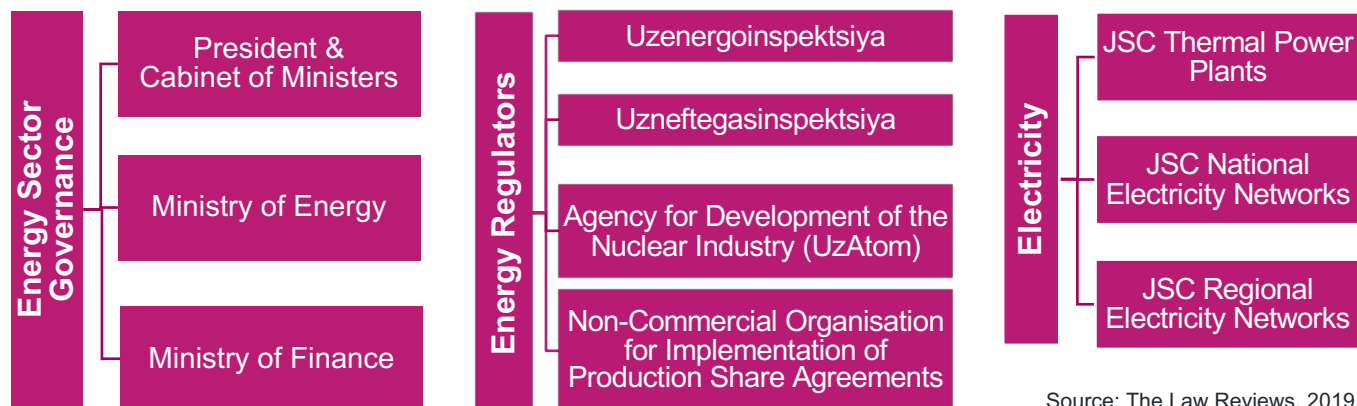 Energy Sector
Governance
President &
Cabinet of Ministers
Ministry of Energy
Ministry of Finance
Energy Regulators
Uzenergoinspektsiya
Uzneftegasinspektsiya
Agency for Development of the
Nuclear Industry (UzAtom)
Non-Commercial Organisation
for Implementation of
Production Share Agreements
Electricity
JSC Thermal Power
Plants
JSC National
Electricity Networks
JSC Regional
Electricity Networks
Source: The Law Reviews, 2019